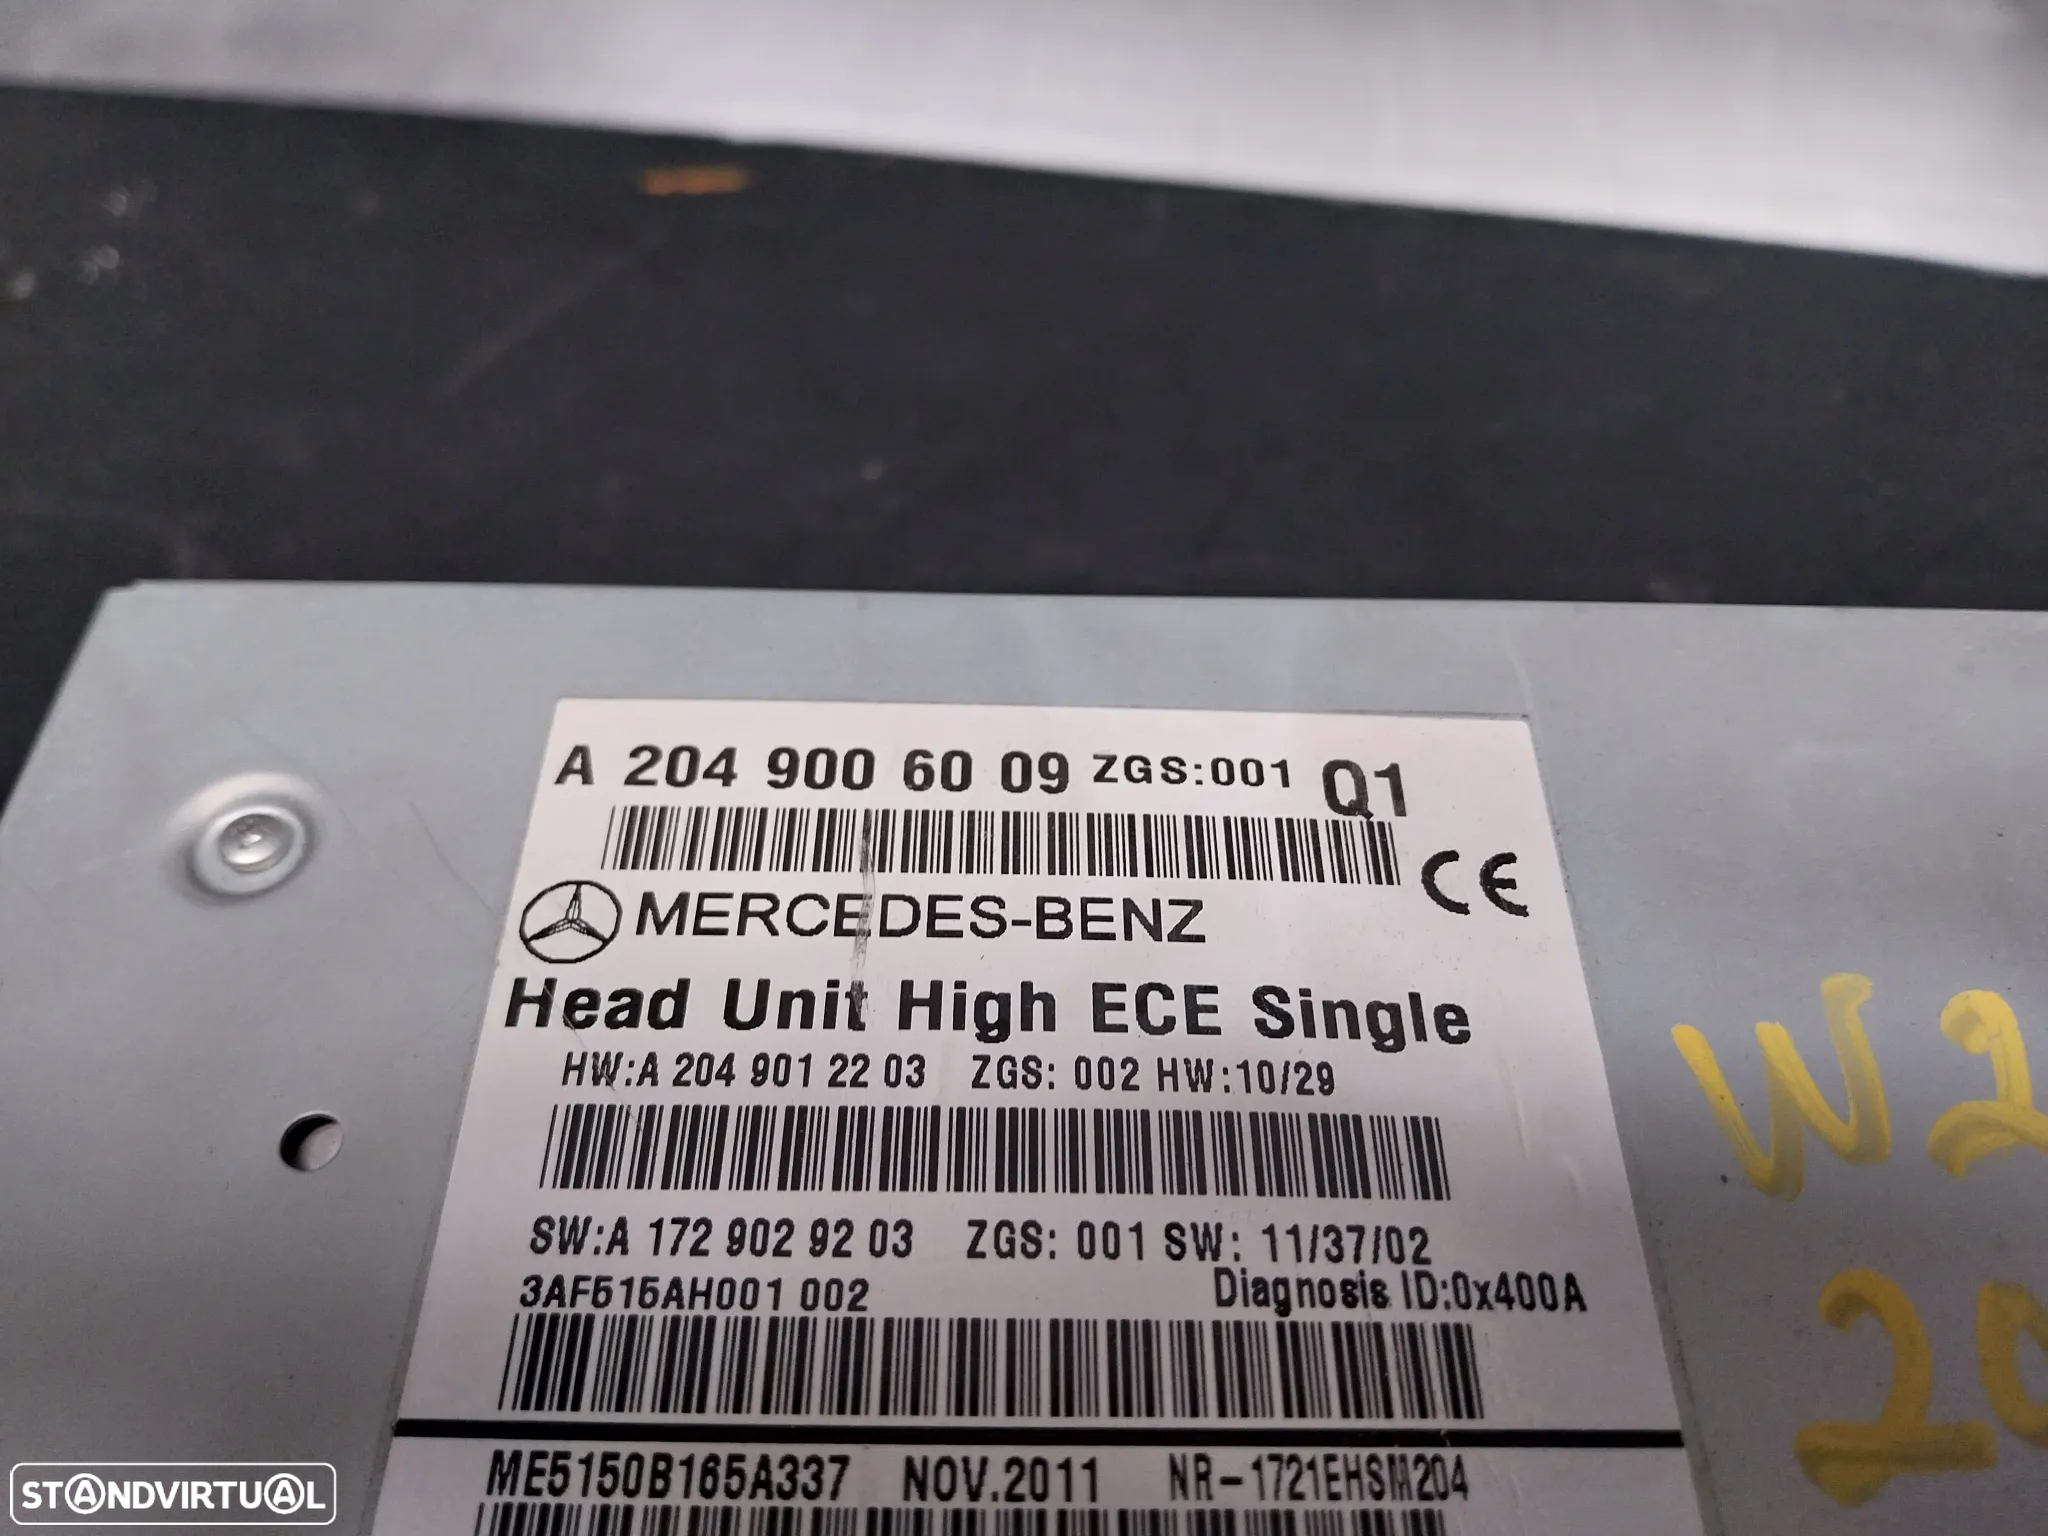 A 204 900 60 09 ZGS:001 Q1
CE
MERCEDES-BENZ
Head Unit High ECE Single
HW:A 204 901 22 03 ZGS: 002 HW:10/29
SW:A 172 902 92 03 ZGS: 001 SW: 11/37/02
3AF515AH001 002 Diagnosis ID:0x400A
ME5150B165A337 NOV.2011 NR-1721EHSM204
W2
20
STANDVIRTUAL